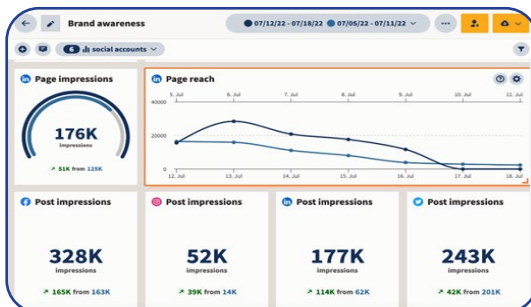 Brand awareness
07/12/22 - 07/18/22 07/05/22 - 07/11/22
6 social accounts
Page impressions
176K
impressions
51K from 125K
Page reach
5. Jul 6. Jul 7. Jul 8. Jul 9. Jul 10. Jul 11. Jul
40000
20000
0
12. Jul 13. Jul 14. Jul 15. Jul 16. Jul 17. Jul 18. Jul
Post impressions
328K
impressions
165K from 163K
Post impressions
52K
impressions
39K from 14K
Post impressions
177K
impressions
114K from 62K
Post impressions
243K
impressions
42K from 201K